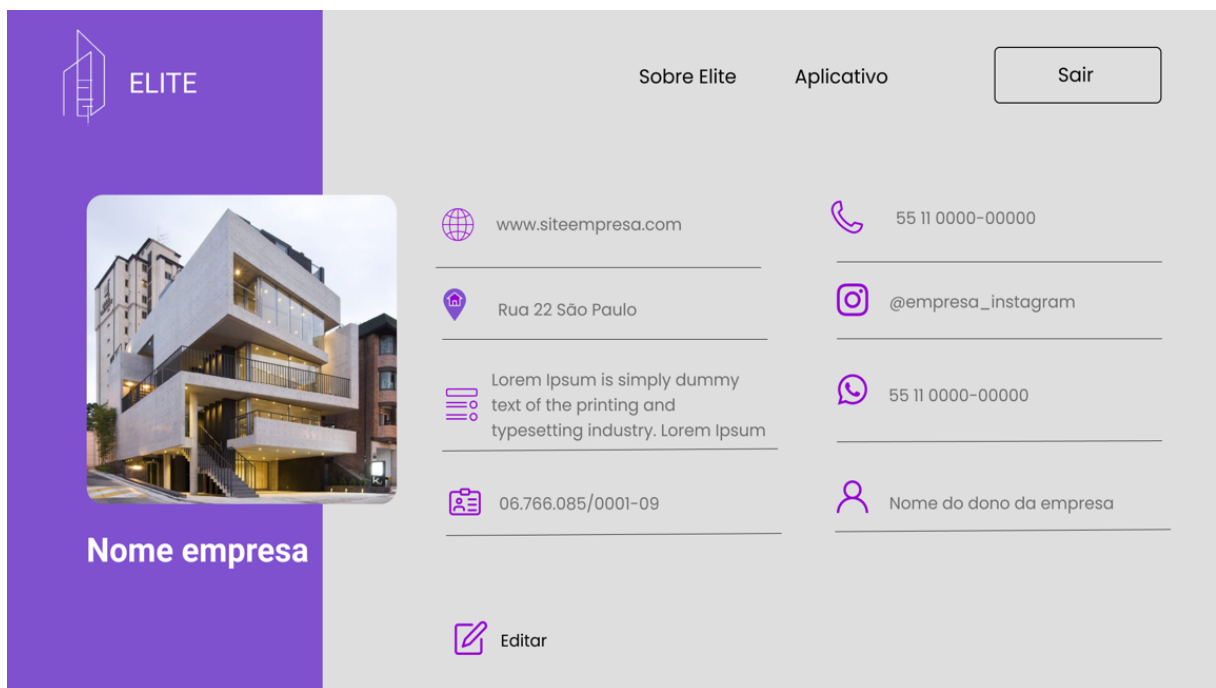 ELITE
Sobre Elite
Aplicativo
Sair
www.siteempresa.com
Rua 22 São Paulo
Lorem Ipsum is simply dummy
text of the printing and
typesetting industry. Lorem Ipsum
06.766.085/0001-09
55 11 0000-00000
@empresa_instagram
55 11 0000-00000
Nome do dono da empresa
Nome empresa
Editar